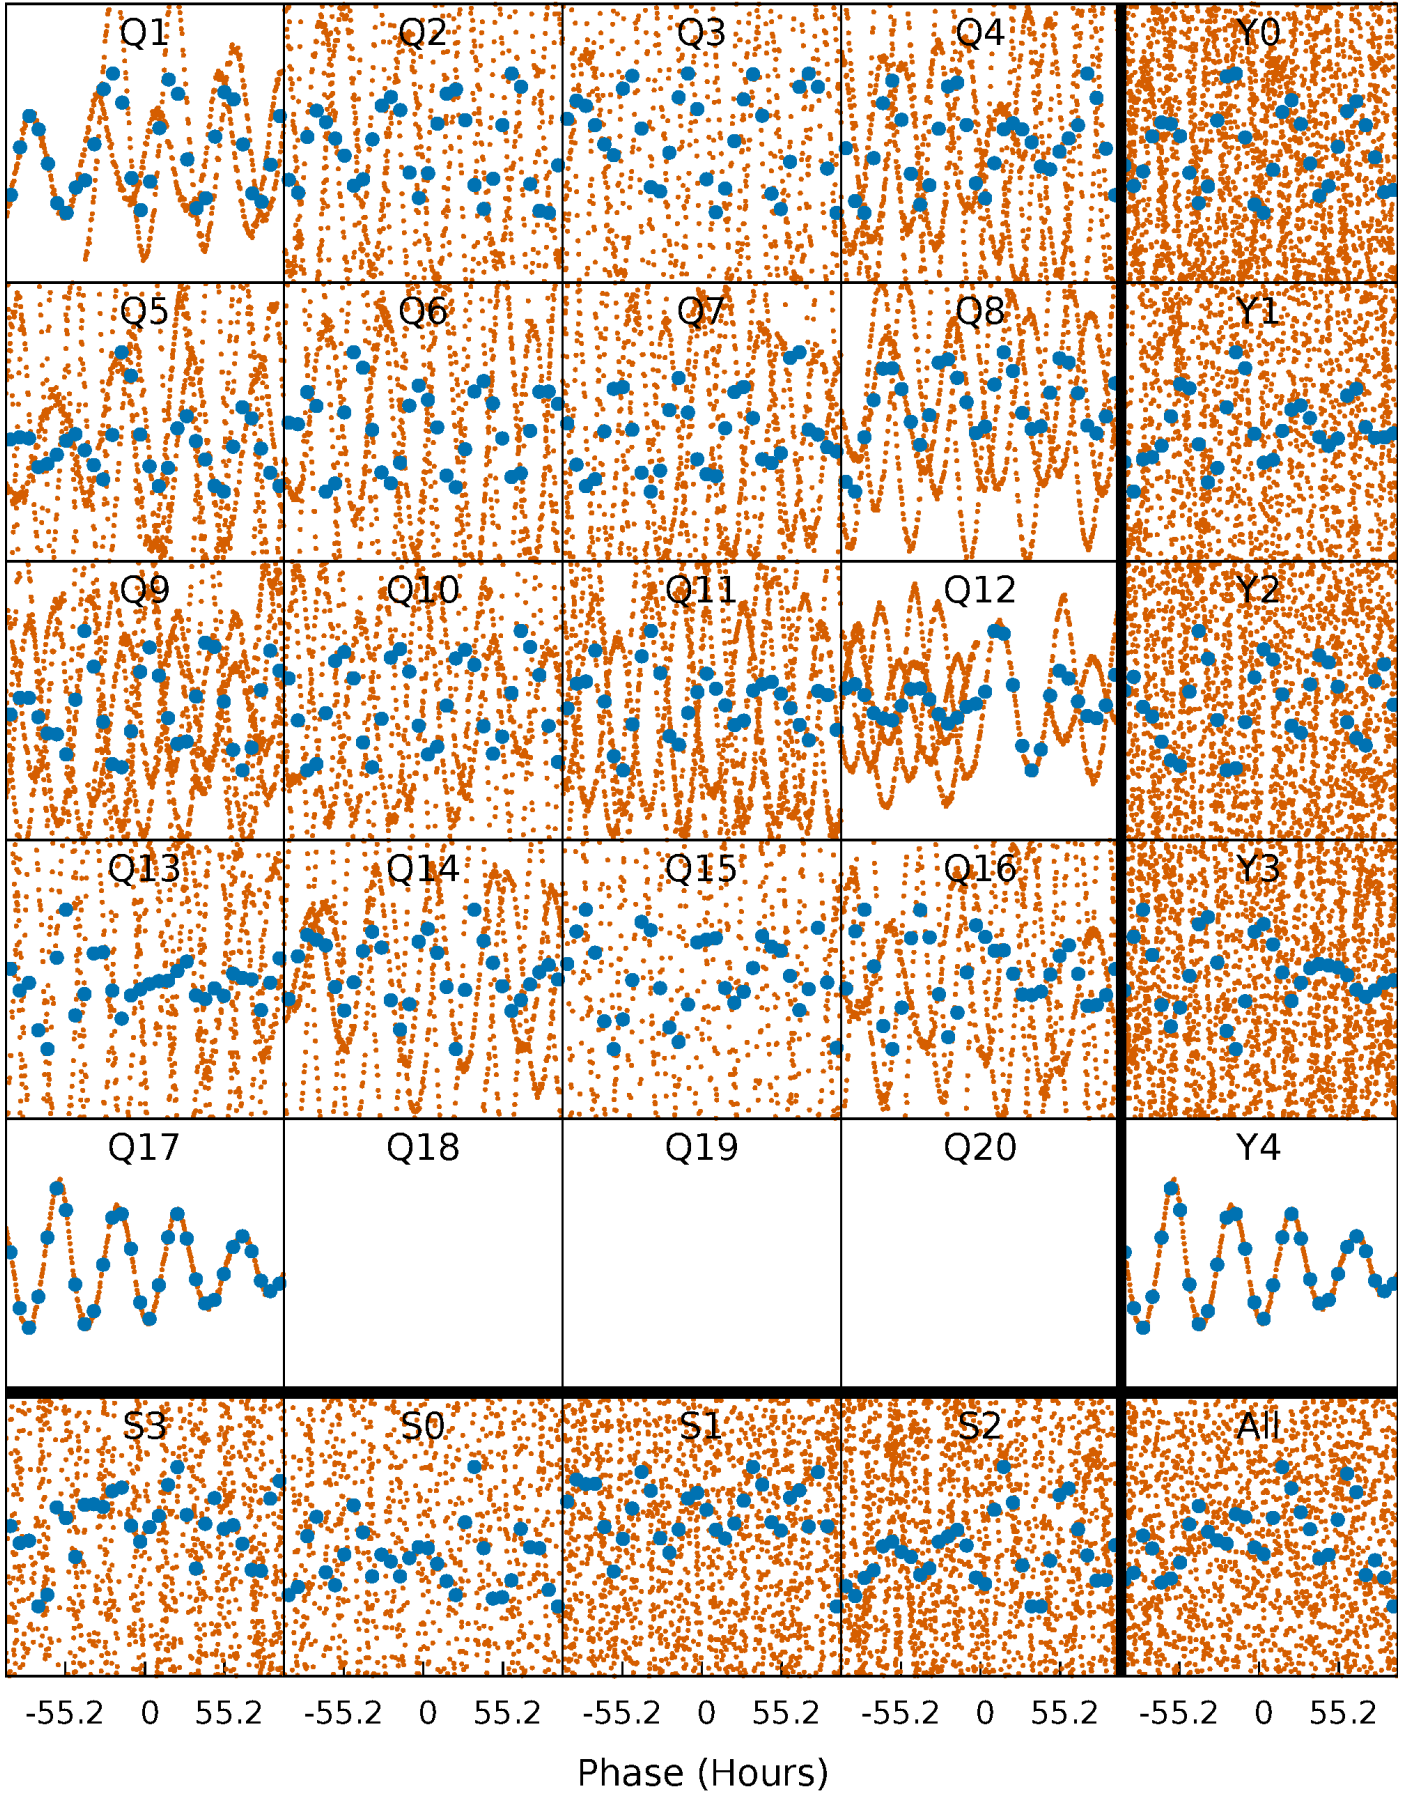 Q1 Q2 Q3 Q4 Y0
Q5 Q6 Q7 Q8 Y1
Q9 Q10 Q11 Q12 Y2
Q13 Q14 Q15 Q16 Y3
Q17 Q18 Q19 Q20 Y4
S3 S0 S1 S2 All
-55.2 0 55.2 -55.2 0 55.2 -55.2 0 55.2 -55.2 0 55.2 -55.2 0 55.2
Phase (Hours)